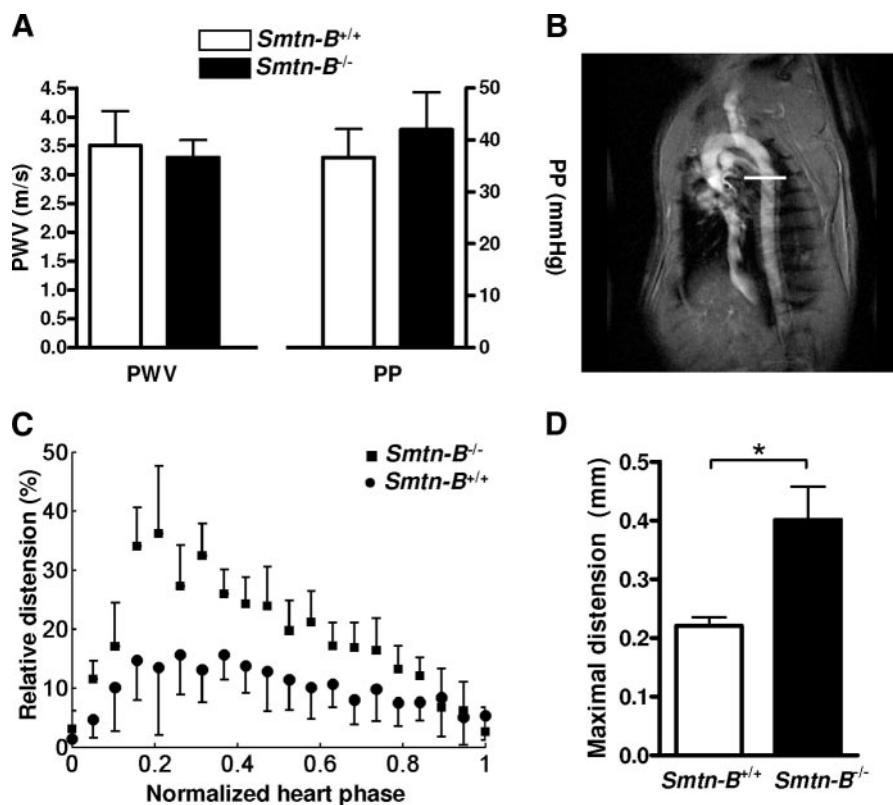 A
Smtn-B+/+
Smtn-B-/-
4.5
4.0
3.5
3.0
2.5
2.0
1.5
1.0
0.5
0.0
PWV (m/s)
50
40
30
20
10
0
PP (mmHg)
PWV
PP
B
C
50
40
30
20
10
0
Relative distension (%)
Smtn-B-/-
Smtn-B+/+
0
0.2
0.4
0.6
0.8
1
Normalized heart phase
D
*
0.5
0.4
0.3
0.2
0.1
0.0
Maximal distension (mm)
Smtn-B+/+
Smtn-B-/-